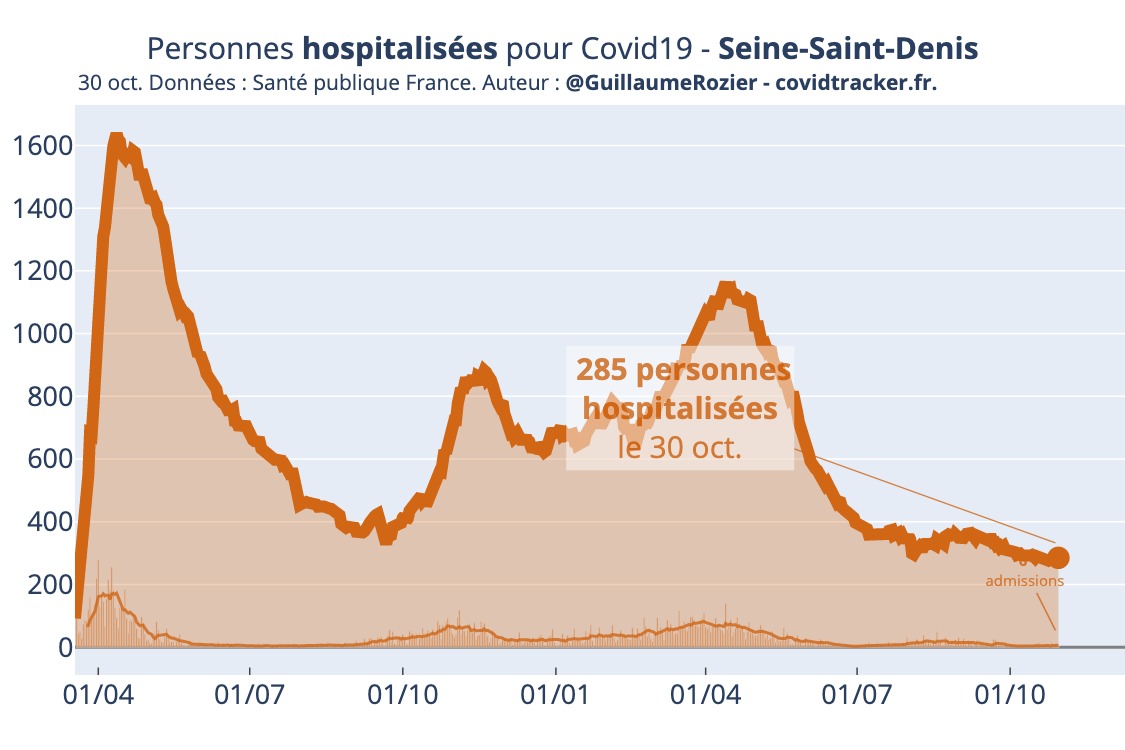 Personnes hospitalisées pour Covid19 - Seine-Saint-Denis
30 oct. Données : Santé publique France. Auteur : @GuillaumeRozier - covidtracker.fr.
1600
1400
1200
1000
800
600
400
200
0
285 personnes
hospitalisées
le 30 oct.
admissions
01/04
01/07
01/10
01/01
01/04
01/07
01/10